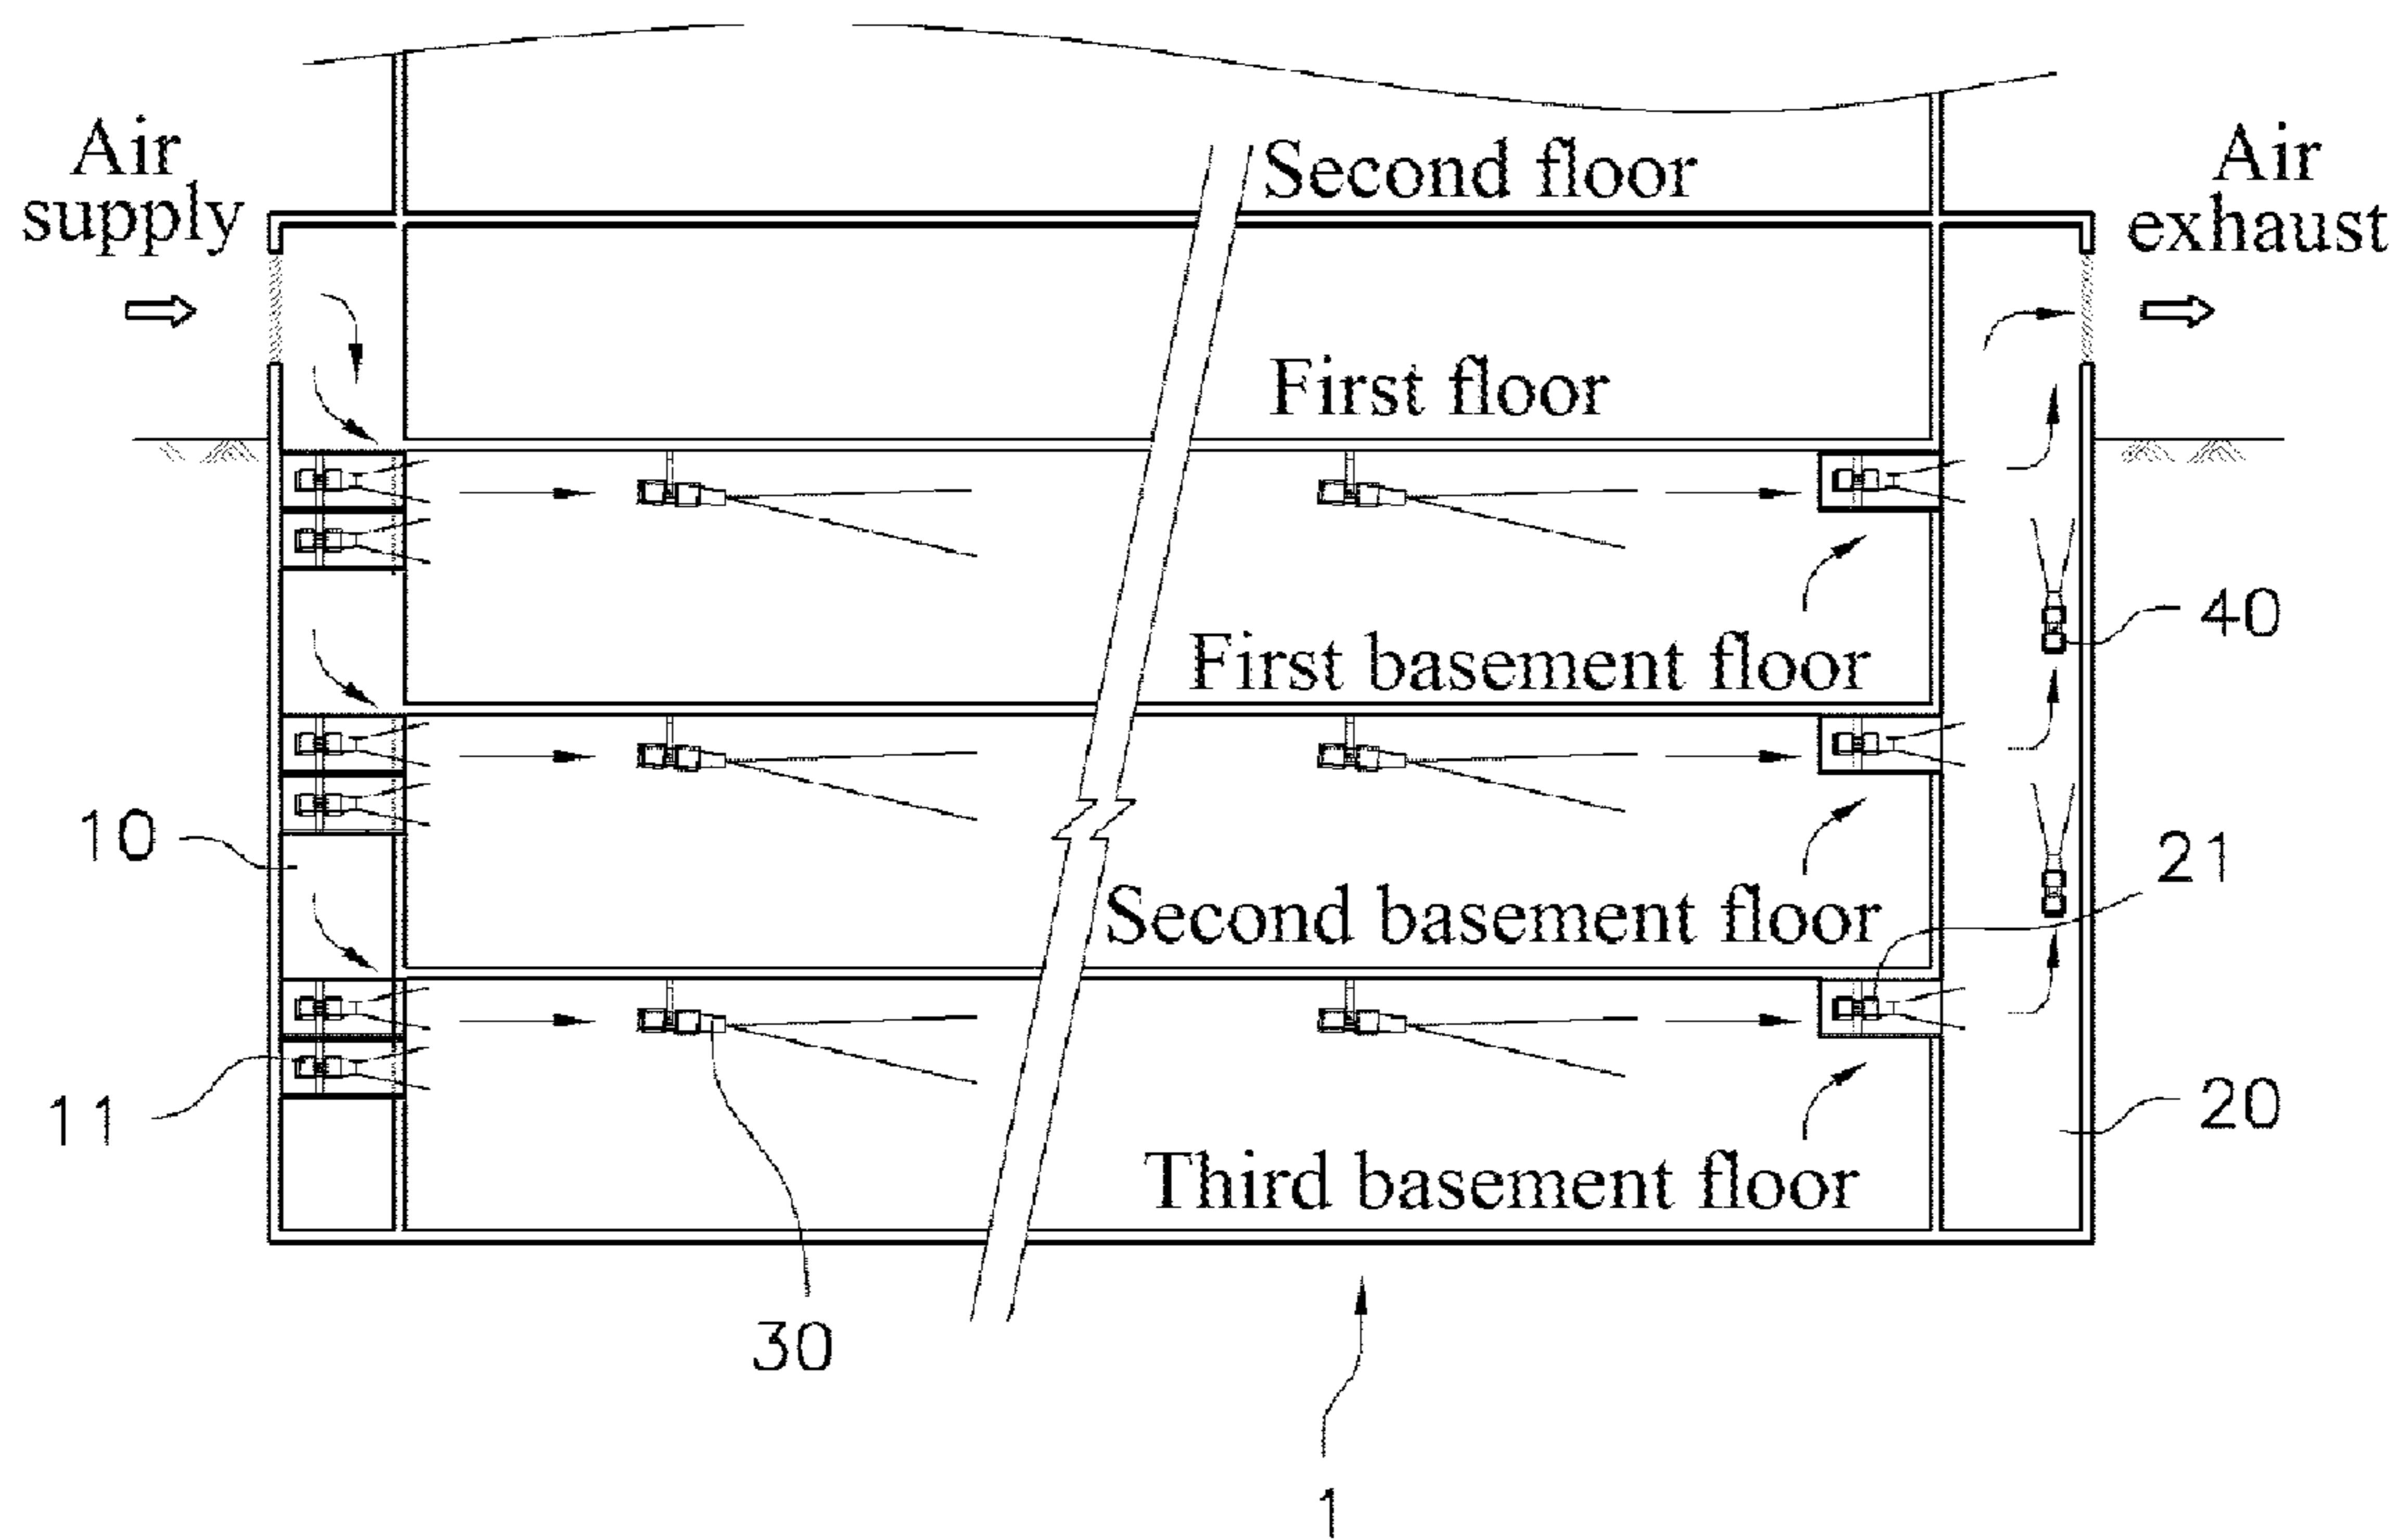 Second floor
Air
supply
Air
exhaust
First floor
First basement floor
40
10
21
Second basement floor
11
20
Third basement floor
30
1